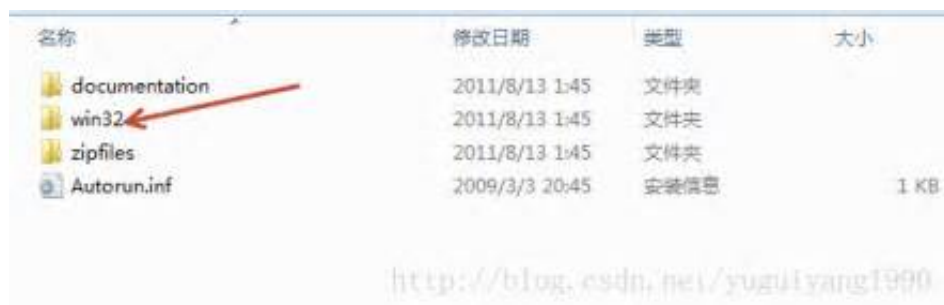 名称 修改日期 类型 大小
documentation 2011/8/13 1:45 文件夹
win32 2011/8/13 1:45 文件夹
zipfiles 2011/8/13 1:45 文件夹
Autorun.inf 2009/3/3 20:45 安装信息 1 KB
http://blog.csdn.net/yuguiyang1990